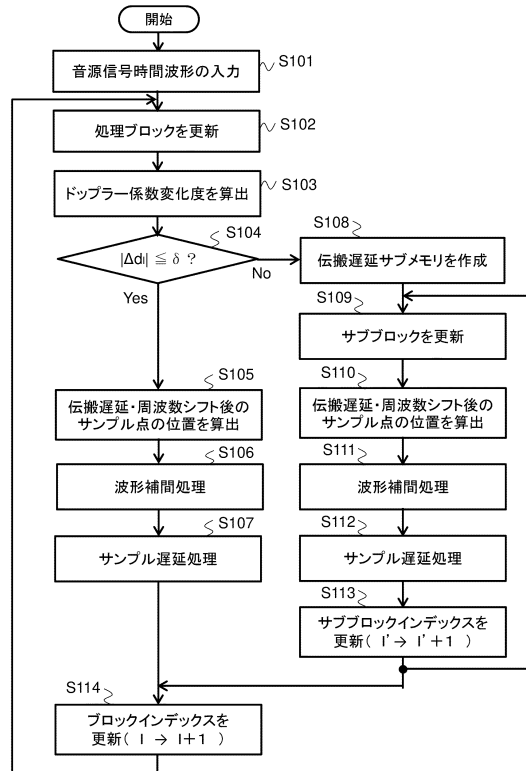 開始
音源信号時間波形の入力
S101
処理ブロックを更新
S102
ドップラー係数変化度を算出
S103
|Δdl| ≦ δ ?
S104
Yes
No
S105
伝搬遅延・周波数シフト後の
サンプル点の位置を算出
S106
波形補間処理
S107
サンプル遅延処理
S108
伝搬遅延サブメモリを作成
S109
サブブロックを更新
S110
伝搬遅延・周波数シフト後の
サンプル点の位置を算出
S111
波形補間処理
S112
サンプル遅延処理
S113
サブブロックインデックスを
更新( l' → l'+1 )
S114
ブロックインデックスを
更新( l → l+1 )